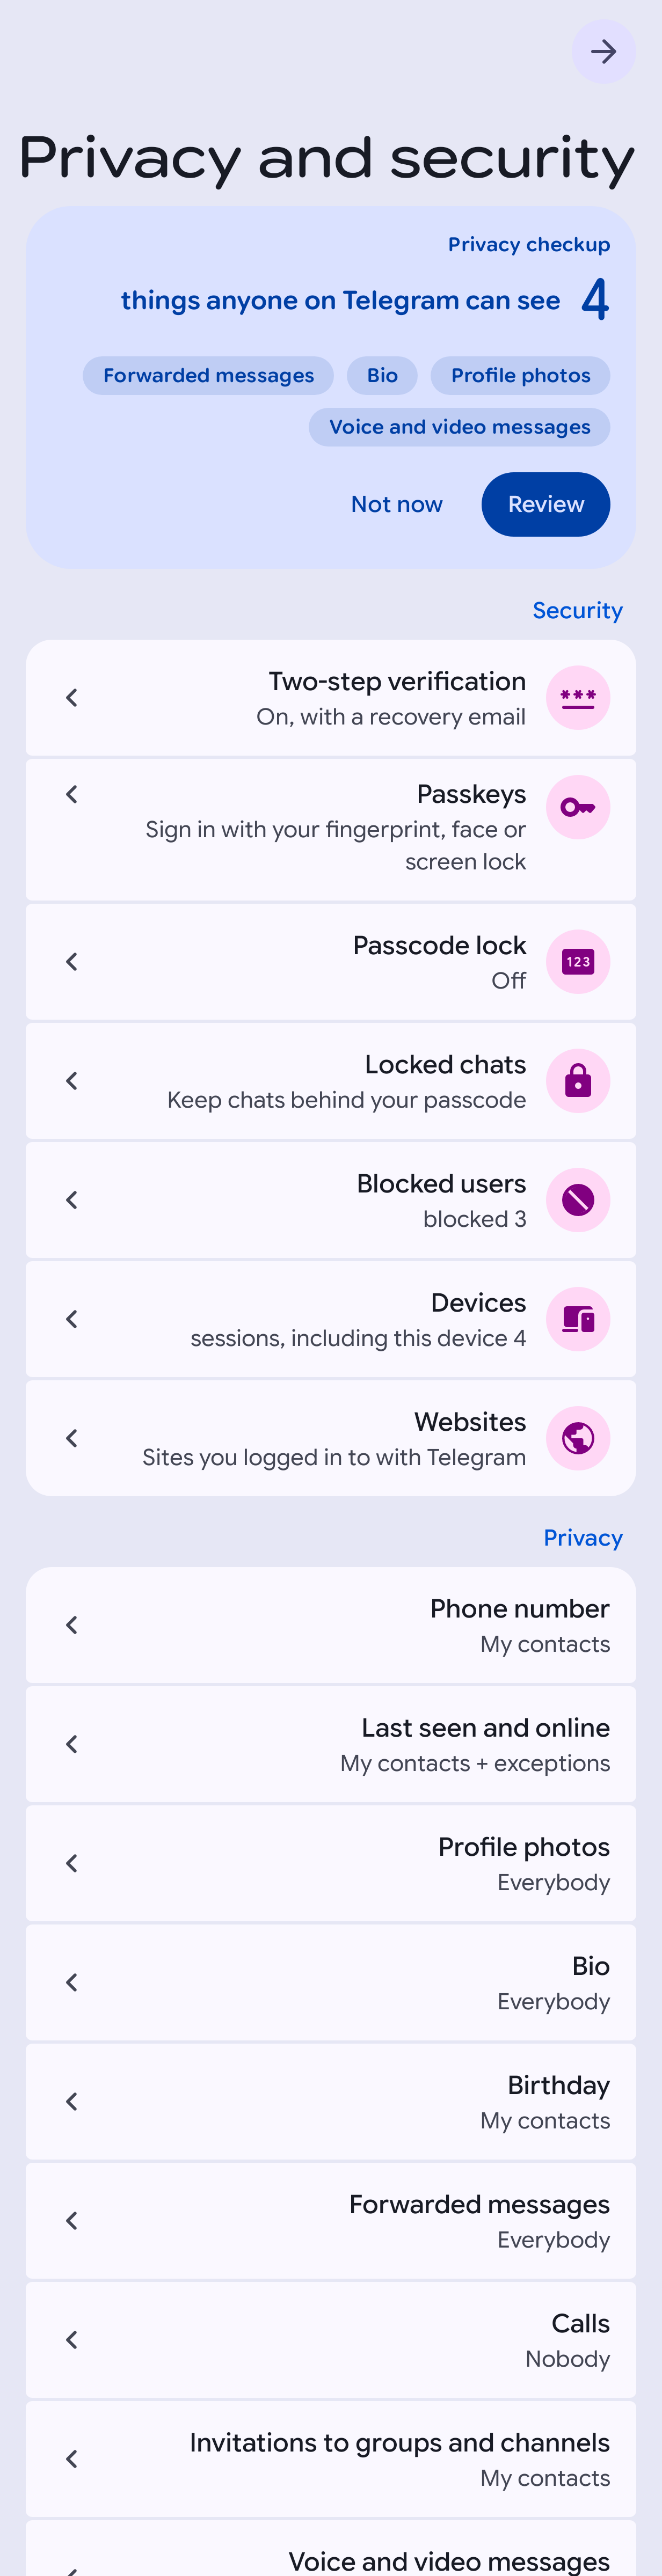 Privacy and security
Privacy checkup
4 things anyone on Telegram can see
Profile photos
Bio
Forwarded messages
Voice and video messages
Review
Not now
Security
***
Two-step verification
On, with a recovery email
Passkeys
Sign in with your fingerprint, face or
screen lock
123
Passcode lock
Off
Locked chats
Keep chats behind your passcode
Blocked users
blocked 3
Devices
sessions, including this device 4
Websites
Sites you logged in to with Telegram
Privacy
Phone number
My contacts
Last seen and online
My contacts + exceptions
Profile photos
Everybody
Bio
Everybody
Birthday
My contacts
Forwarded messages
Everybody
Calls
Nobody
Invitations to groups and channels
My contacts
Voice and video messages